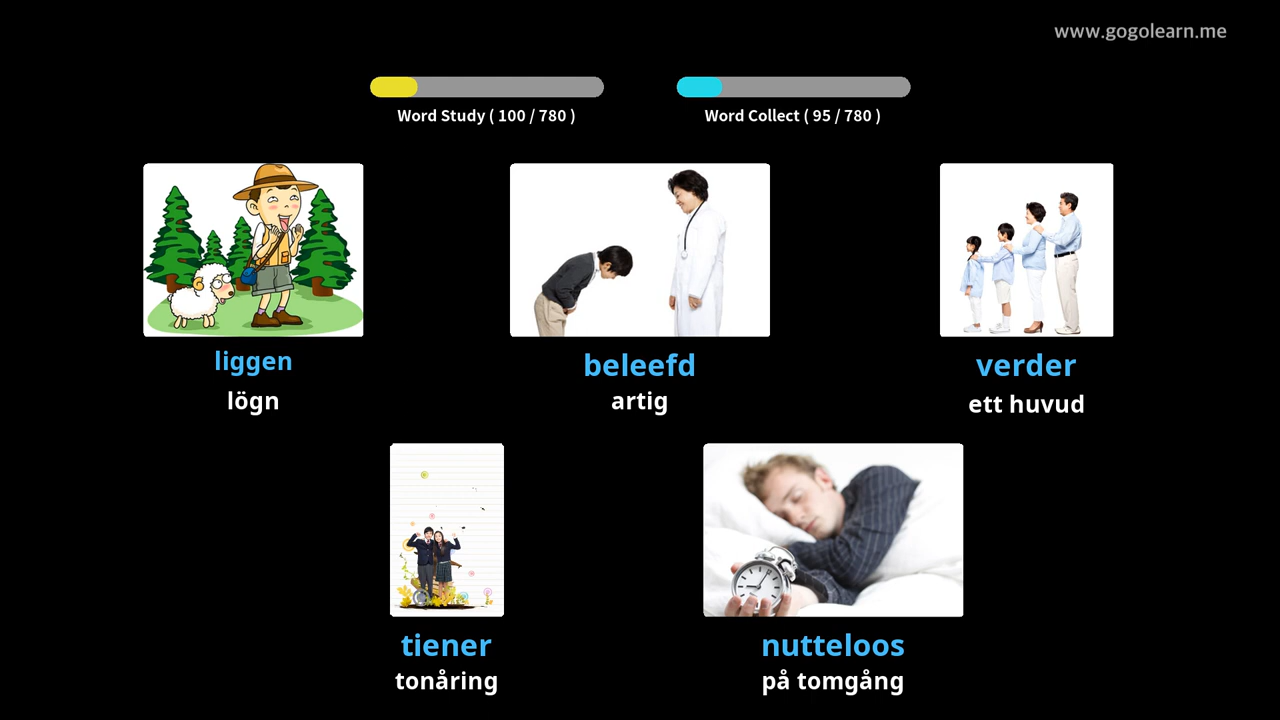 www.gogolearn.me
Word Study ( 100 / 780 )
Word Collect ( 95 / 780 )
liggen
lögn
beleefd
artig
verder
ett huvud
tiener
tonåring
nutteloos
på tomgång